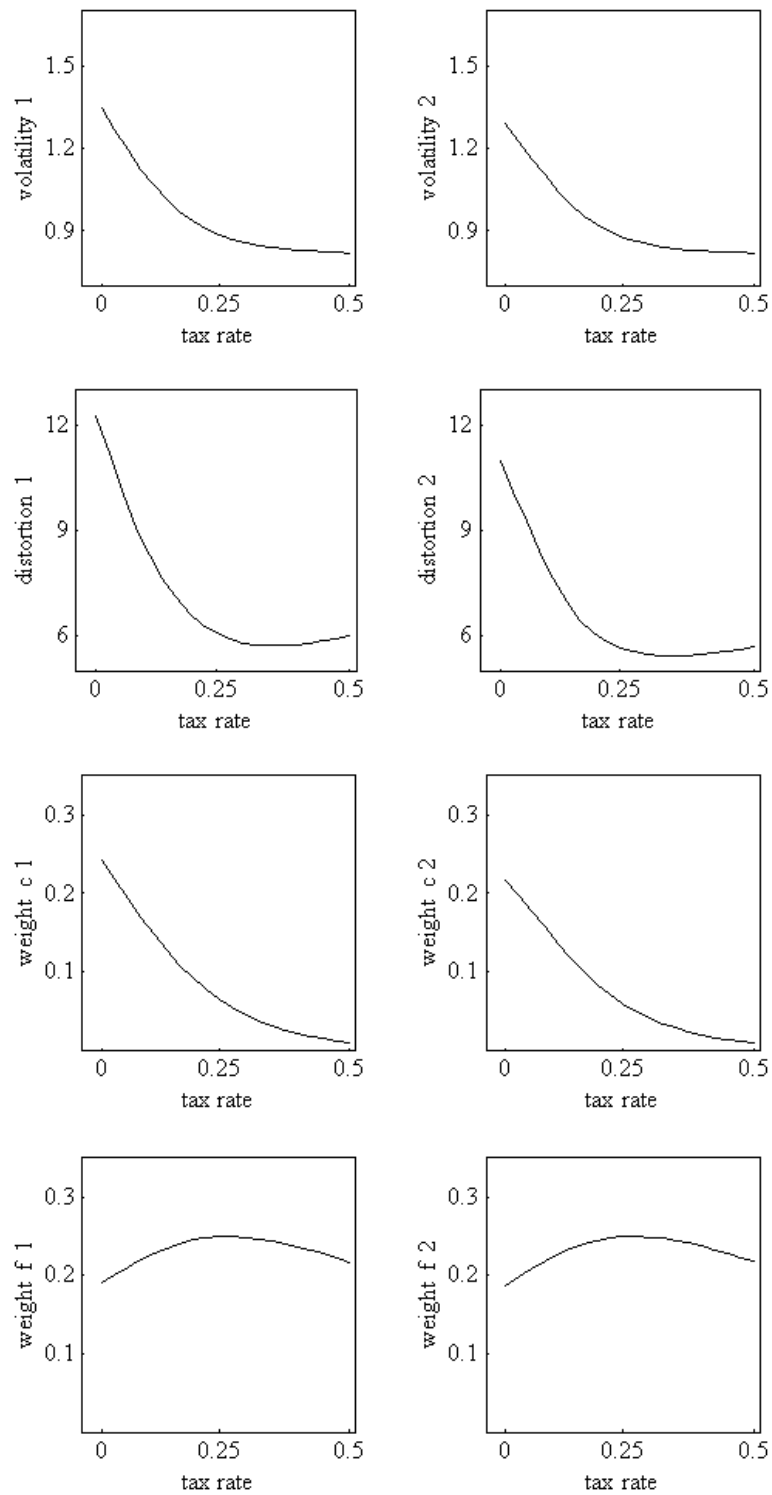 1.5
1.2
0.9
volatility 1
0 0.25 0.5
tax rate
1.5
1.2
0.9
volatility 2
0 0.25 0.5
tax rate
12
9
6
distortion 1
0 0.25 0.5
tax rate
12
9
6
distortion 2
0 0.25 0.5
tax rate
0.3
0.2
0.1
weight c 1
0 0.25 0.5
tax rate
0.3
0.2
0.1
weight c 2
0 0.25 0.5
tax rate
0.3
0.2
0.1
weight f 1
0 0.25 0.5
tax rate
0.3
0.2
0.1
weight f 2
0 0.25 0.5
tax rate